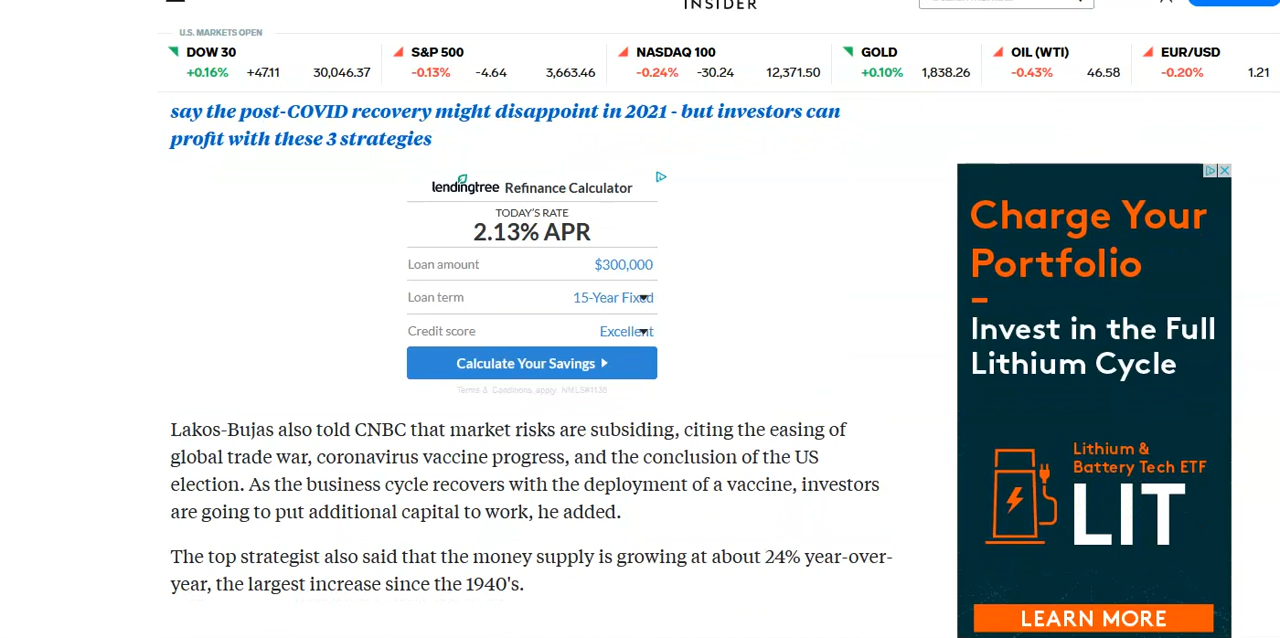 INSIDER
U.S. MARKETS OPEN
DOW 30
+0.16% +47.11 30,046.37
S&P 500
-0.13% -4.64 3,663.46
NASDAQ 100
-0.24% -30.24 12,371.50
GOLD
+0.10% 1,838.26
OIL (WTI)
-0.43% 46.58
EUR/USD
-0.20% 1.21
say the post-COVID recovery might disappoint in 2021 - but investors can
profit with these 3 strategies
lendingtree Refinance Calculator
TODAY'S RATE
2.13% APR
Loan amount $300,000
Loan term 15-Year Fixed
Credit score Excellent
Calculate Your Savings
Terms & Conditions apply. NMLS#1136
Charge Your
Portfolio
Invest in the Full
Lithium Cycle
Lithium &
Battery Tech ETF
LIT
LEARN MORE
Lakos-Bujas also told CNBC that market risks are subsiding, citing the easing of
global trade war, coronavirus vaccine progress, and the conclusion of the US
election. As the business cycle recovers with the deployment of a vaccine, investors
are going to put additional capital to work, he added.
The top strategist also said that the money supply is growing at about 24% year-over-
year, the largest increase since the 1940's.